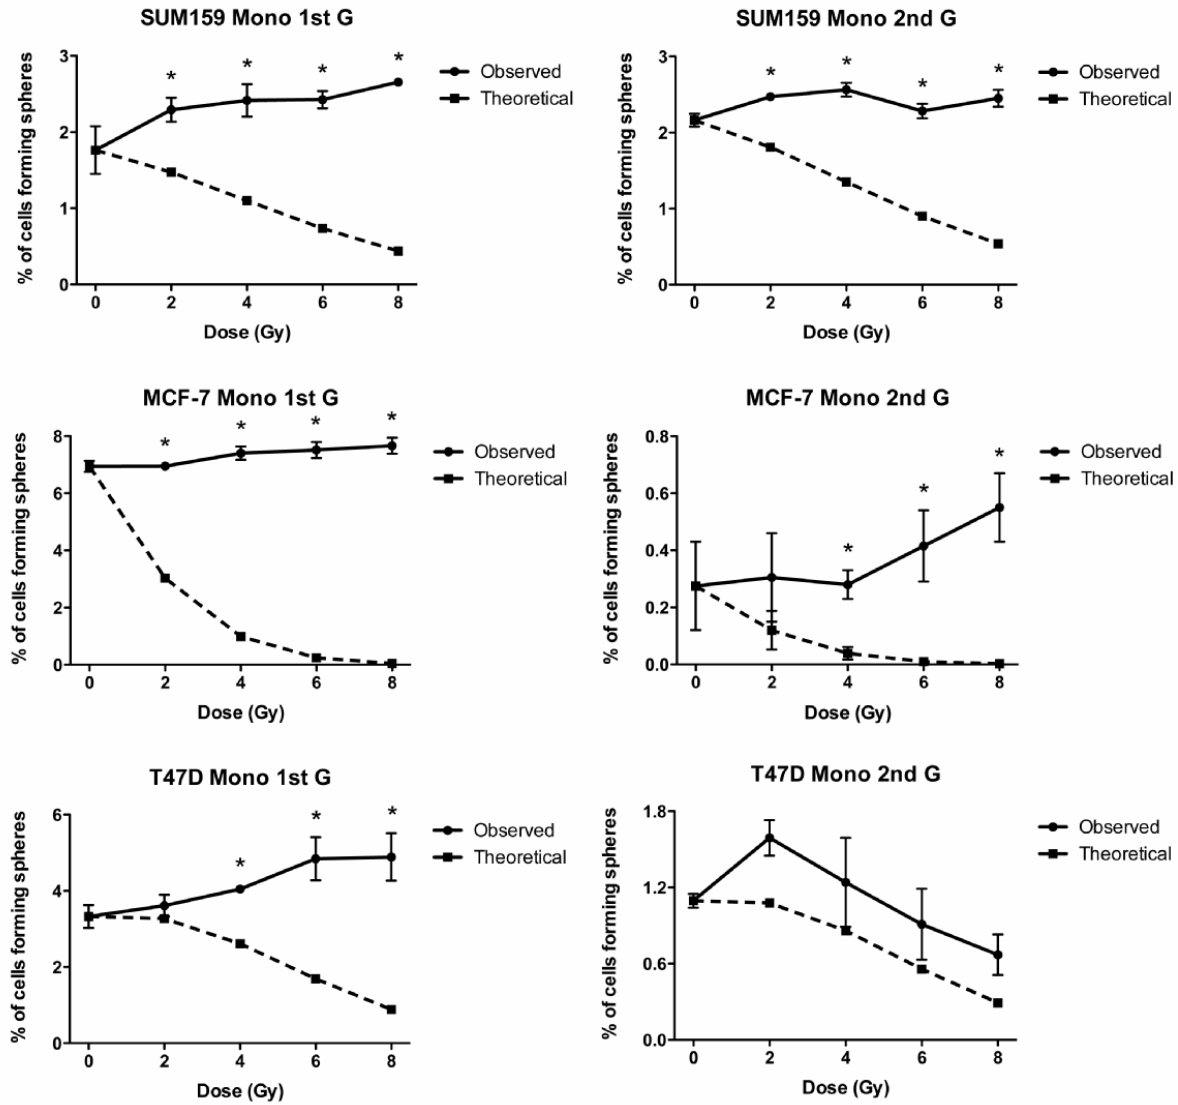 SUM159 Mono 1st G
% of cells forming spheres
3
2
1
0
* * * *
0 2 4 6 8
Dose (Gy)
Observed
Theoretical
SUM159 Mono 2nd G
% of cells forming spheres
3
2
1
0
* * * *
0 2 4 6 8
Dose (Gy)
Observed
Theoretical
MCF-7 Mono 1st G
% of cells forming spheres
8
6
4
2
0
* * * *
0 2 4 6 8
Dose (Gy)
Observed
Theoretical
MCF-7 Mono 2nd G
% of cells forming spheres
0.8
0.6
0.4
0.2
0.0
* * *
0 2 4 6 8
Dose (Gy)
Observed
Theoretical
T47D Mono 1st G
% of cells forming spheres
6
4
2
0
* * *
0 2 4 6 8
Dose (Gy)
Observed
Theoretical
T47D Mono 2nd G
% of cells forming spheres
1.8
1.2
0.6
0.0
0 2 4 6 8
Dose (Gy)
Observed
Theoretical